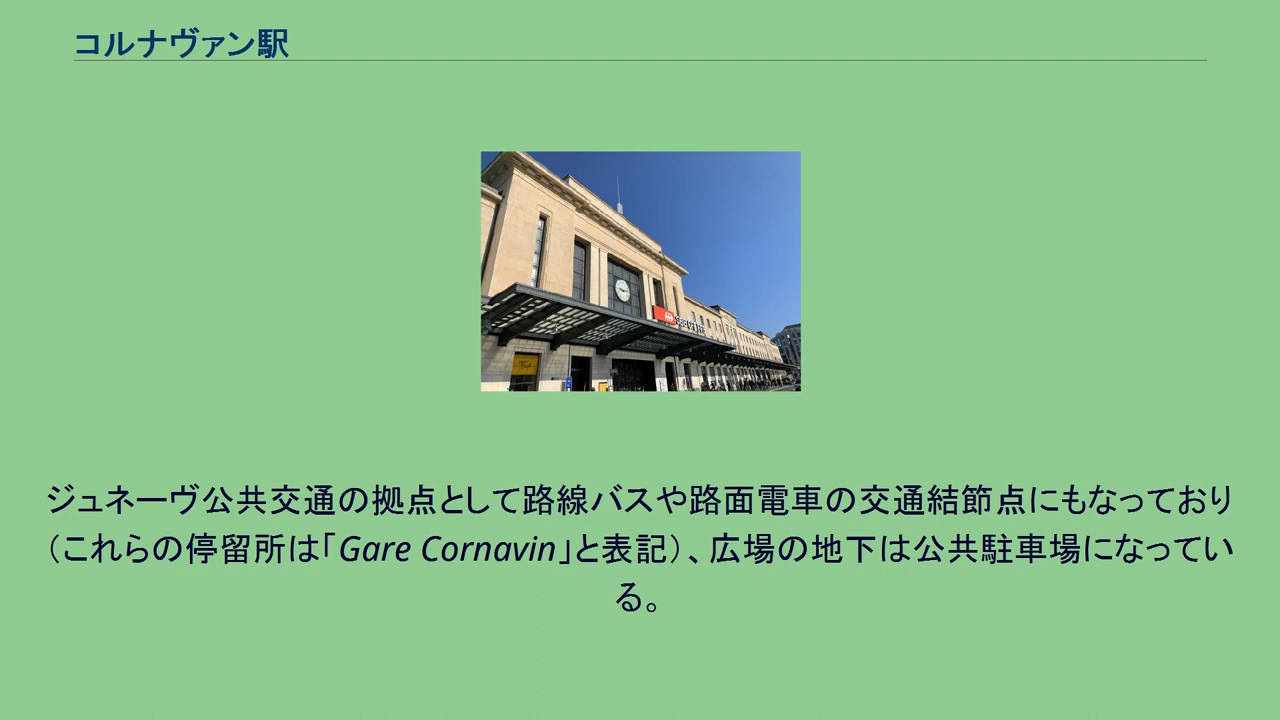 コルナヴァン駅
ジュネーヴ公共交通の拠点として路線バスや路面電車の交通結節点にもなっており
（これらの停留所は「Gare Cornavin」と表記）、広場の地下は公共駐車場になってい
る。